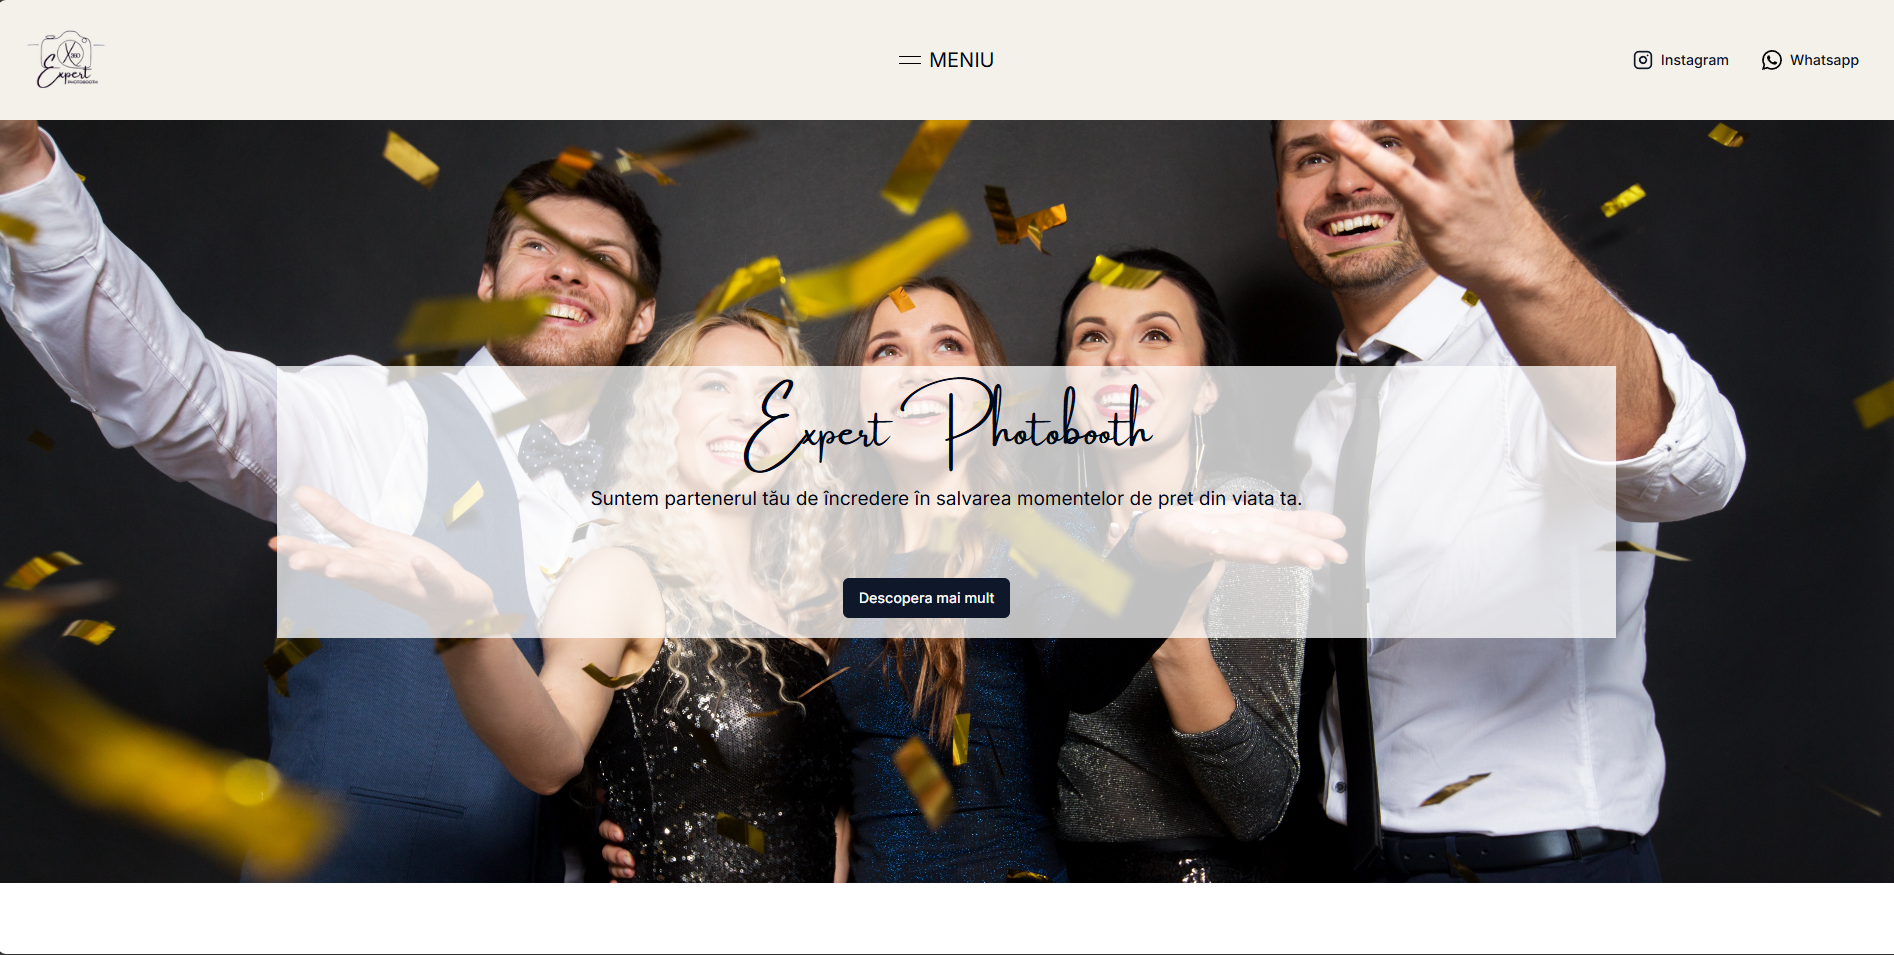 X 360
Expert
PHOTOBOOTH
MENIU
Instagram
Whatsapp
Expert Photobooth
Suntem partenerul tău de încredere în salvarea momentelor de pret din viata ta.
Descopera mai mult